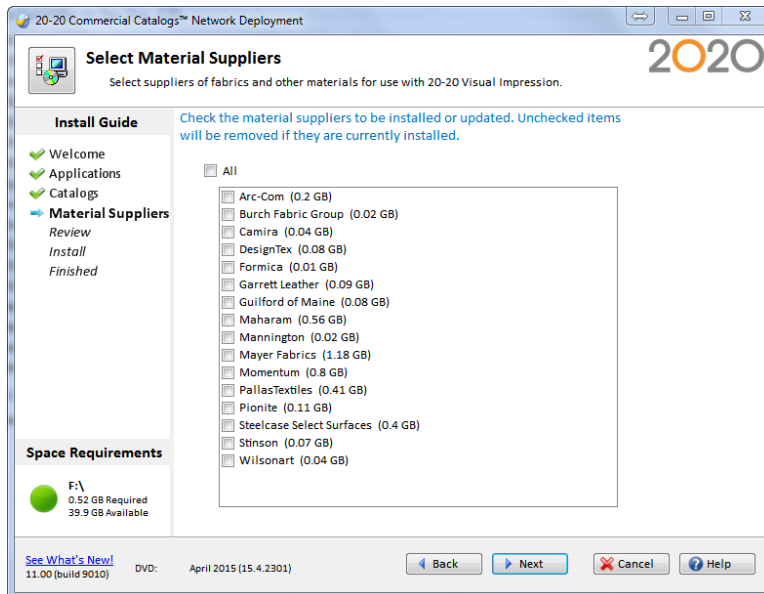 20-20 Commercial Catalogs™ Network Deployment
Select Material Suppliers
Select suppliers of fabrics and other materials for use with 20-20 Visual Impression.
2020
Install Guide
Welcome
Applications
Catalogs
Material Suppliers
Review
Install
Finished
Check the material suppliers to be installed or updated. Unchecked items
will be removed if they are currently installed.
All
Arc-Com (0.2 GB)
Burch Fabric Group (0.02 GB)
Camira (0.04 GB)
DesignTex (0.08 GB)
Formica (0.01 GB)
Garrett Leather (0.09 GB)
Guilford of Maine (0.08 GB)
Maharam (0.56 GB)
Mannington (0.02 GB)
Mayer Fabrics (1.18 GB)
Momentum (0.8 GB)
PallasTextiles (0.41 GB)
Pionite (0.11 GB)
Steelcase Select Surfaces (0.4 GB)
Stinson (0.07 GB)
Wilsonart (0.04 GB)
Space Requirements
F:\
0.52 GB Required
39.9 GB Available
See What's New!
11.00 (build 9010)
DVD:
April 2015 (15.4.2301)
Back
Next
Cancel
Help